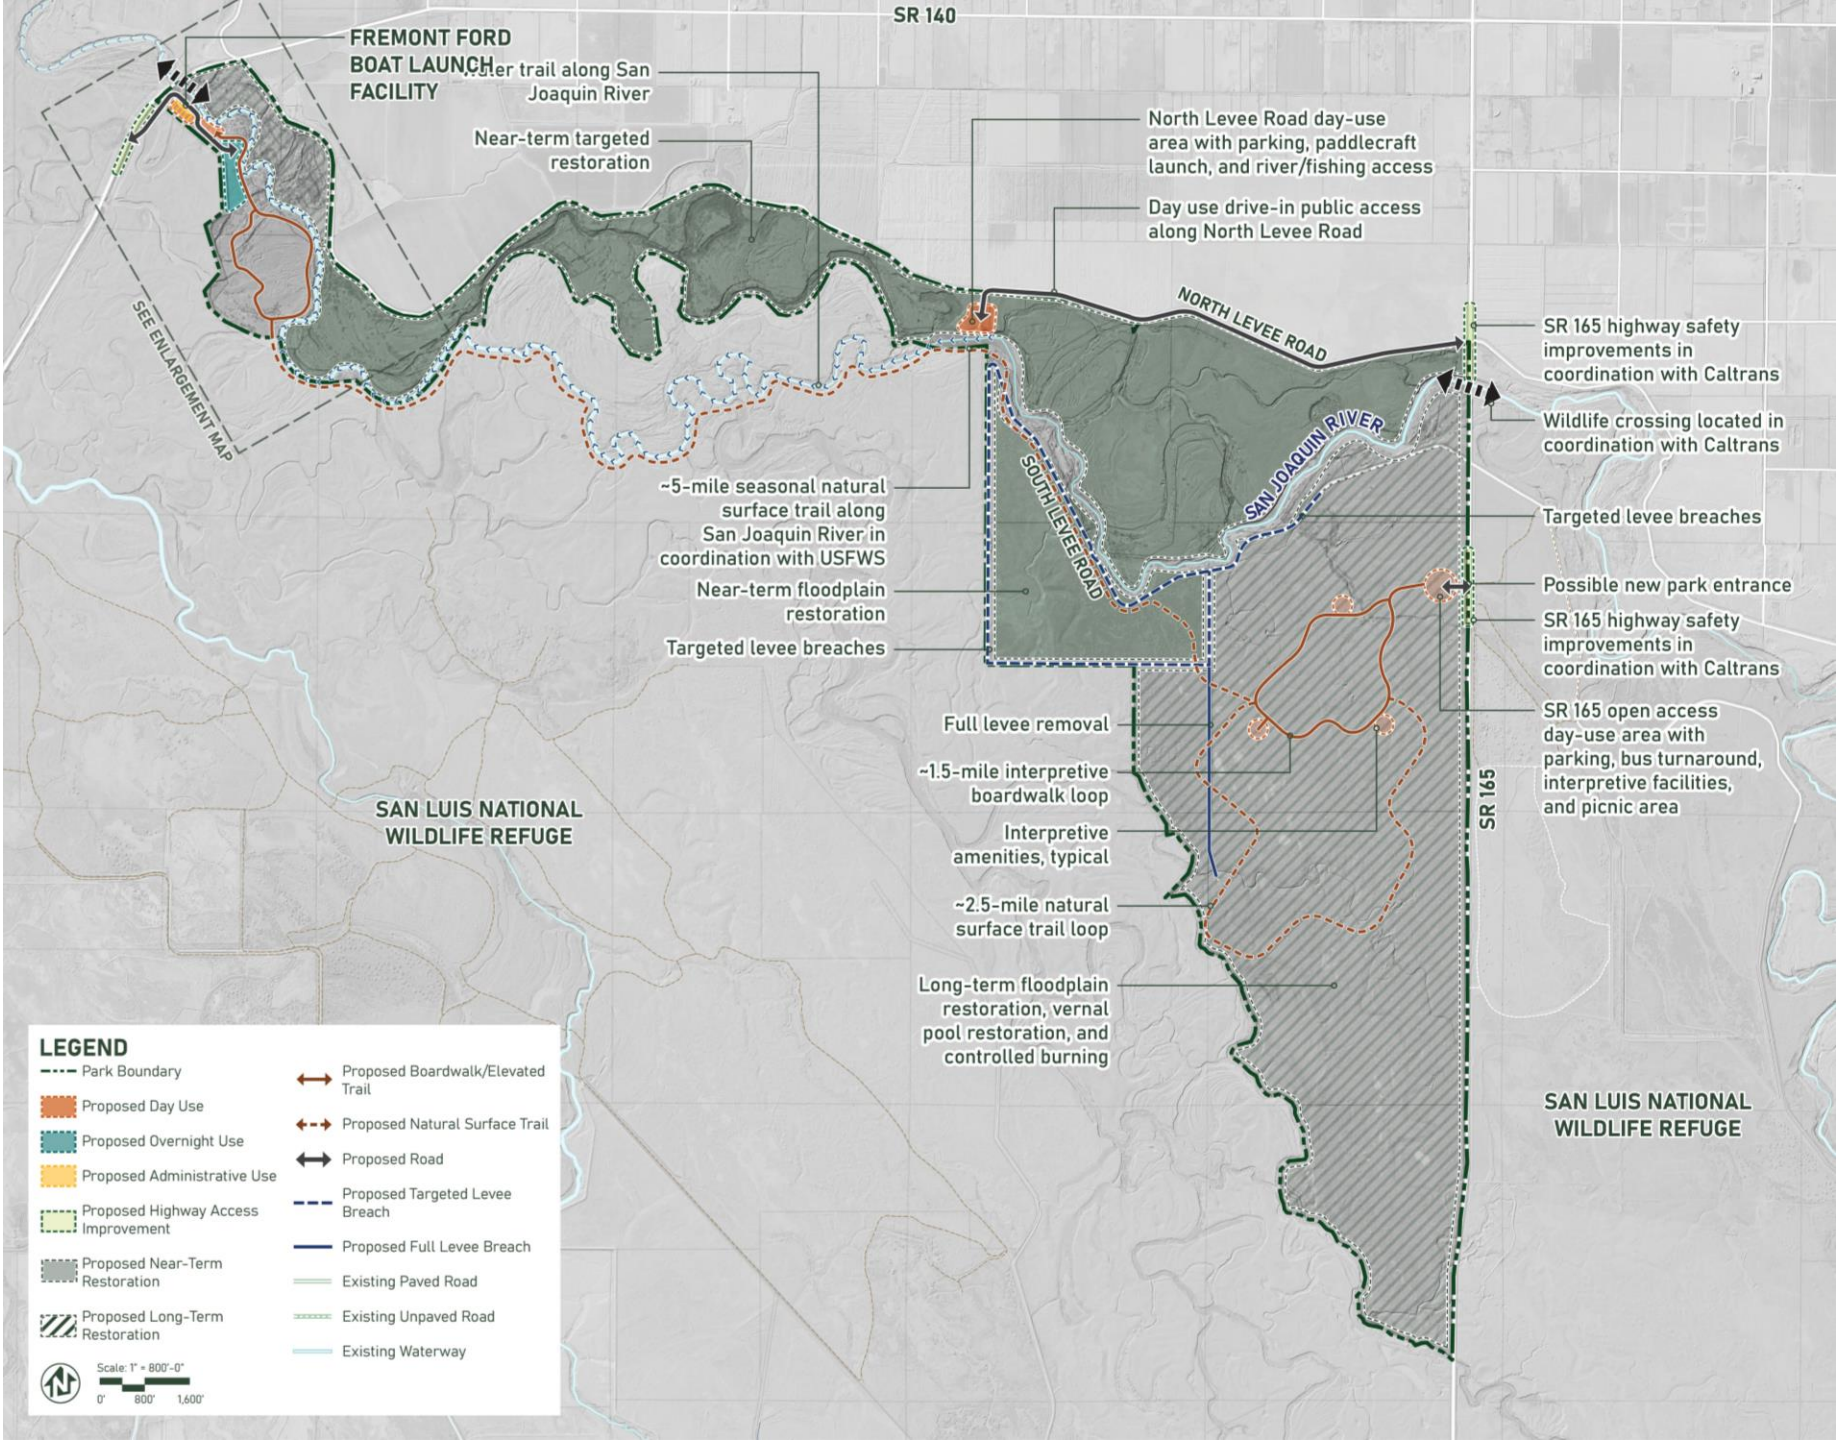 SR 140
FREMONT FORD
BOAT LAUNCH
FACILITY
trail along San
Joaquin River
Near-term targeted
restoration
North Levee Road day-use
area with parking, paddlecraft
launch, and river/fishing access
Day use drive-in public access
along North Levee Road
NORTH LEVEE ROAD
SR 165 highway safety
improvements in
coordination with Caltrans
Wildlife crossing located in
coordination with Caltrans
SEE ENLARGEMENT MAP
SAN JOAQUIN RIVER
SOUTH LEVEE ROAD
~5-mile seasonal natural
surface trail along
San Joaquin River in
coordination with USFWS
Near-term floodplain
restoration
Targeted levee breaches
Targeted levee breaches
Possible new park entrance
SR 165 highway safety
improvements in
coordination with Caltrans
SR 165 open access
day-use area with
parking, bus turnaround,
interpretive facilities,
and picnic area
SR 165
Full levee removal
~1.5-mile interpretive
boardwalk loop
Interpretive
amenities, typical
~2.5-mile natural
surface trail loop
Long-term floodplain
restoration, vernal
pool restoration, and
controlled burning
SAN LUIS NATIONAL
WILDLIFE REFUGE
SAN LUIS NATIONAL
WILDLIFE REFUGE
LEGEND
Park Boundary
Proposed Day Use
Proposed Overnight Use
Proposed Administrative Use
Proposed Highway Access
Improvement
Proposed Near-Term
Restoration
Proposed Long-Term
Restoration
Proposed Boardwalk/Elevated
Trail
Proposed Natural Surface Trail
Proposed Road
Proposed Targeted Levee
Breach
Proposed Full Levee Breach
Existing Paved Road
Existing Unpaved Road
Existing Waterway
N
Scale: 1" = 800'-0"
0' 800' 1,600'